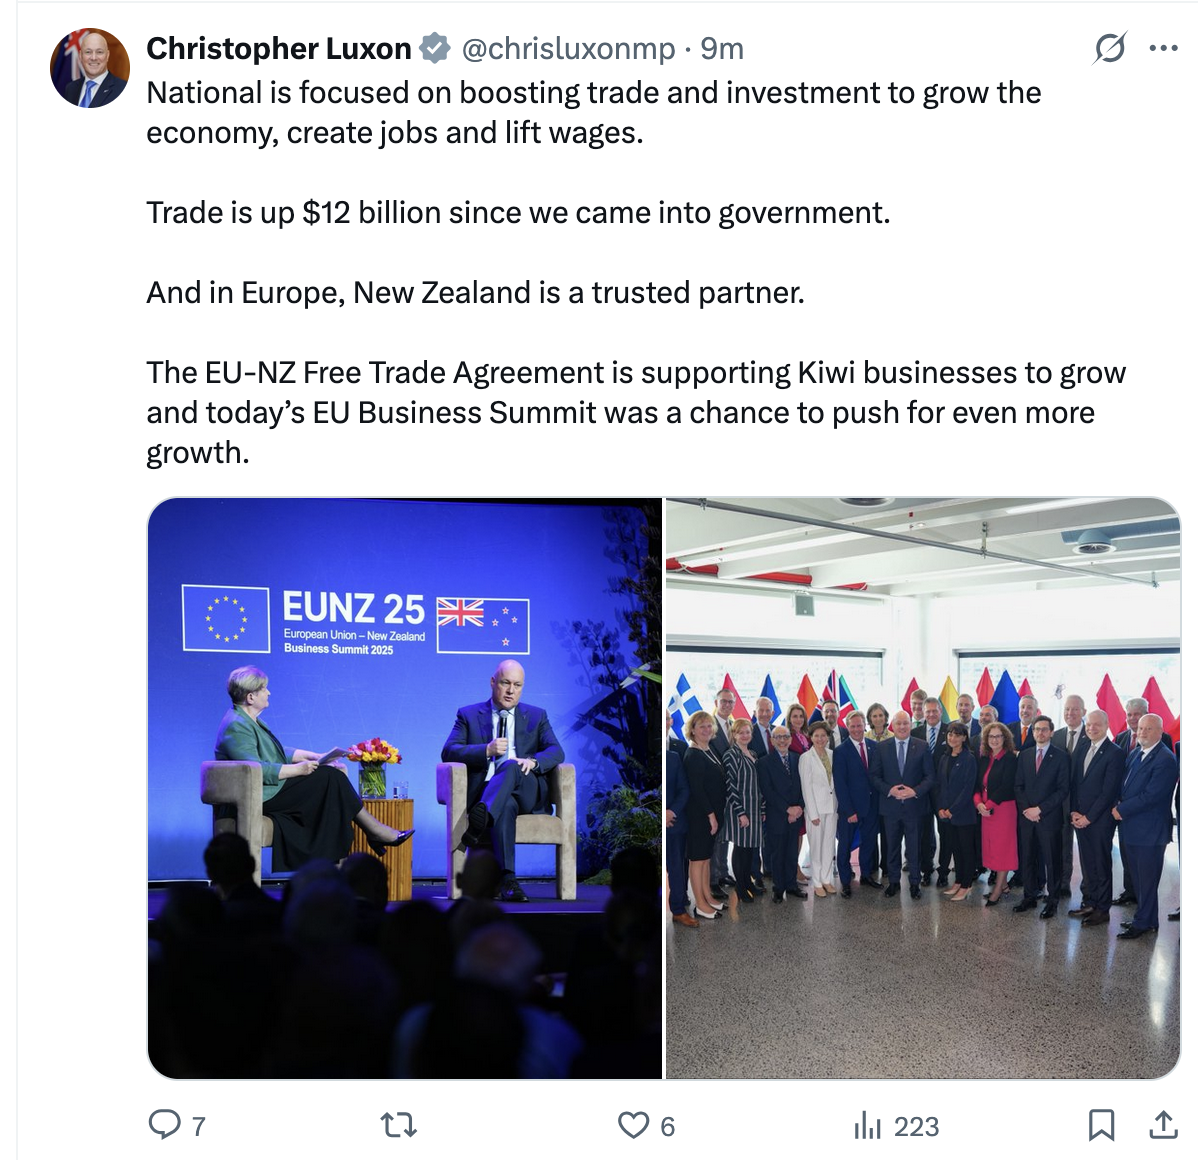 Christopher Luxon @chrisluxonmp · 9m
National is focused on boosting trade and investment to grow the
economy, create jobs and lift wages.
Trade is up $12 billion since we came into government.
And in Europe, New Zealand is a trusted partner.
The EU-NZ Free Trade Agreement is supporting Kiwi businesses to grow
and today’s EU Business Summit was a chance to push for even more
growth.
EUNZ 25
European Union – New Zealand
Business Summit 2025
7
6
223